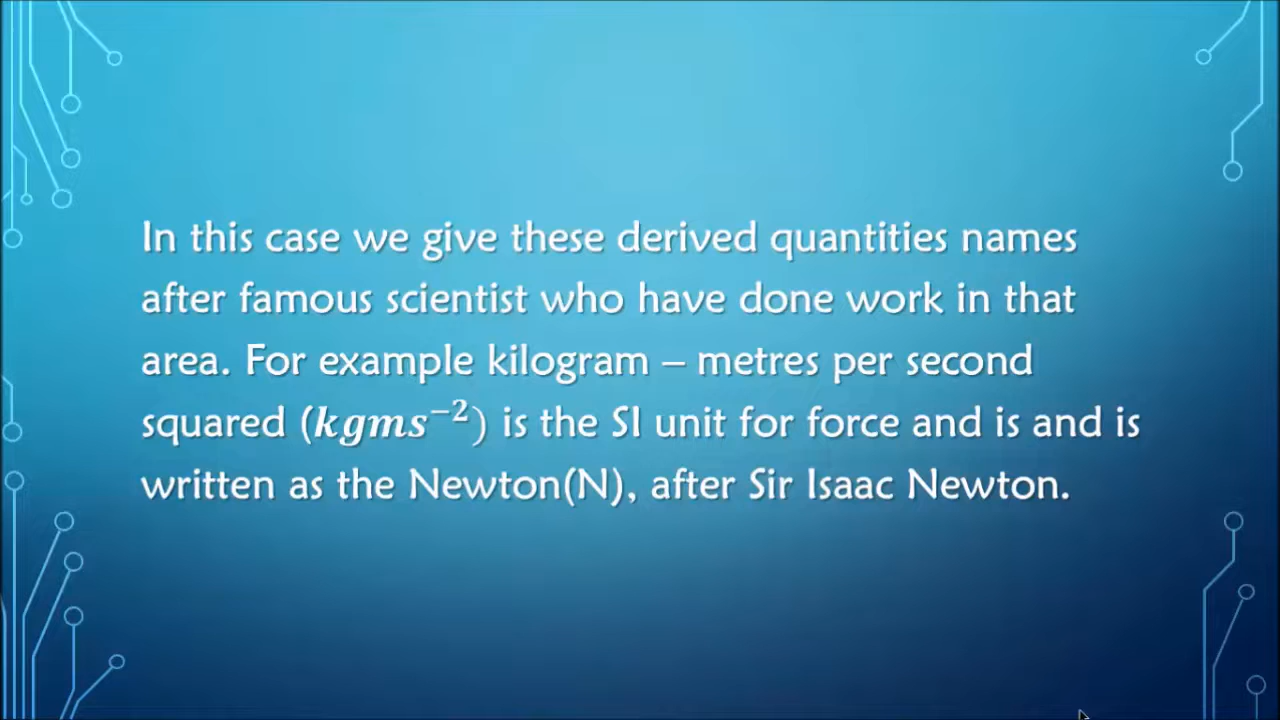 In this case we give these derived quantities names
after famous scientist who have done work in that
area. For example kilogram – metres per second
squared (kgms⁻²) is the SI unit for force and is and is
written as the Newton(N), after Sir Isaac Newton.